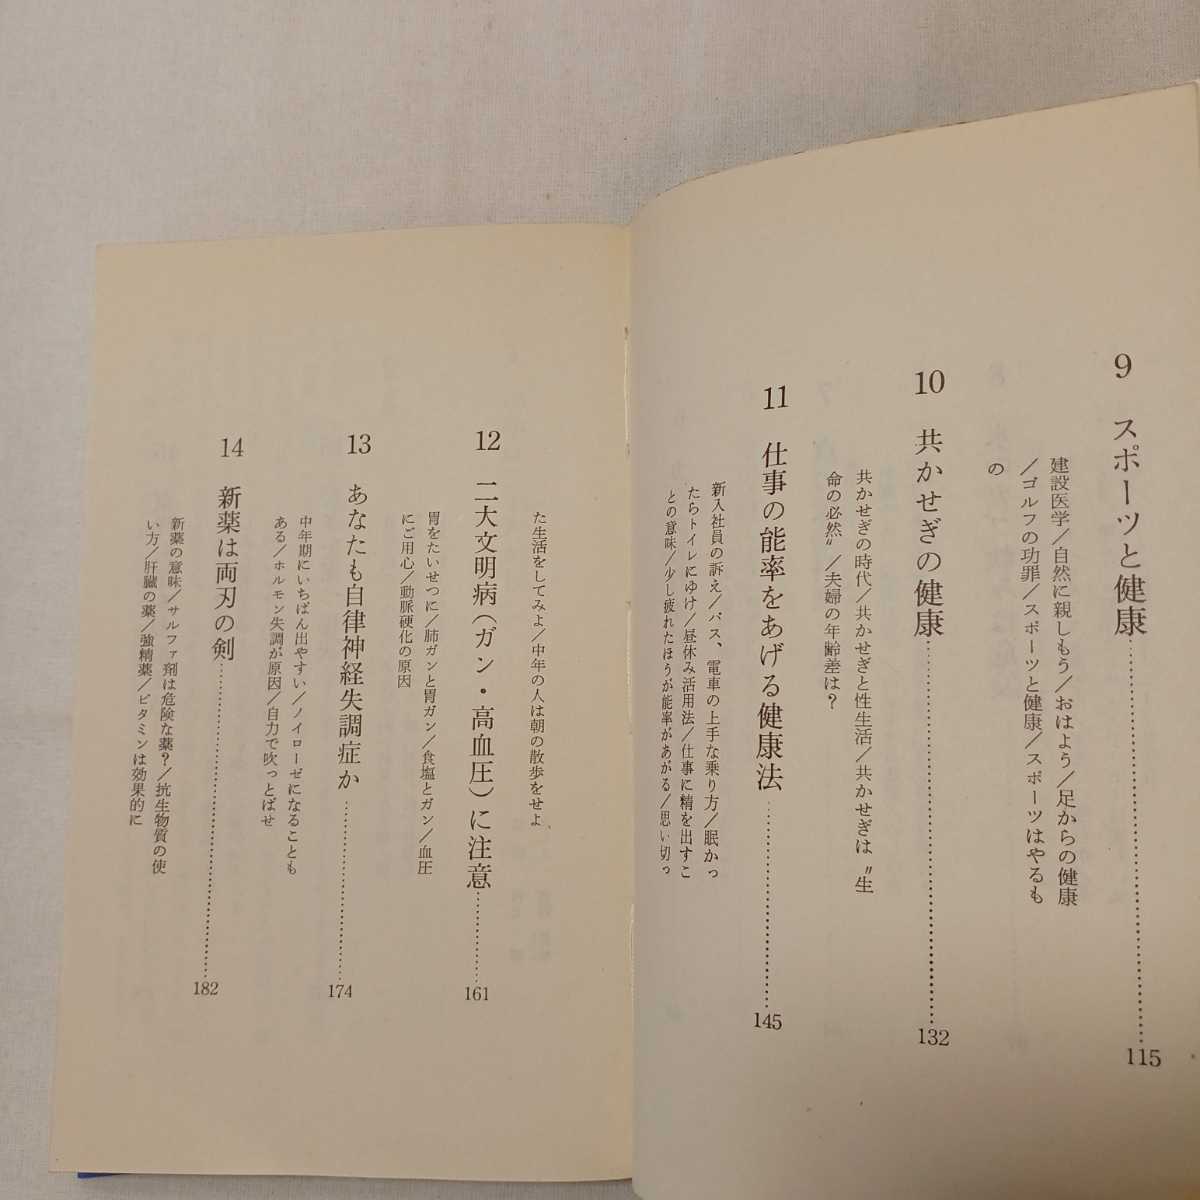 9 スポーツと健康……115
建設医学/自然に親しもう/おはよう/足からの健康
/ゴルフの功罪/スポーツと健康/スポーツはやるも
の
10 共かせぎの健康……132
共かせぎの時代/共かせぎと性生活/共かせぎは〝生
命の必然〟/夫婦の年齢差は?
11 仕事の能率をあげる健康法……145
新入社員の訴え/バス、電車の上手な乗り方/眠かっ
たらトイレにゆけ/昼休み活用法/仕事に精を出すこ
との意味/少し疲れたほうが能率があがる/思い切っ
た生活をしてみよ/中年の人は朝の散歩をせよ
12 二大文明病(ガン・高血圧)に注意……161
胃をたいせつに/肺ガンと胃ガン/食塩とガン/血圧
にご用心/動脈硬化の原因
13 あなたも自律神経失調症か……174
中年期にいちばん出やすい/ノイローゼになることも
ある/ホルモン失調が原因/自力で吹っとばせ
14 新薬は両刃の剣……182
新薬の意味/サルファ剤は危険な薬?/抗生物質の使
い方/肝臓の薬/強精薬/ビタミンは効果的に